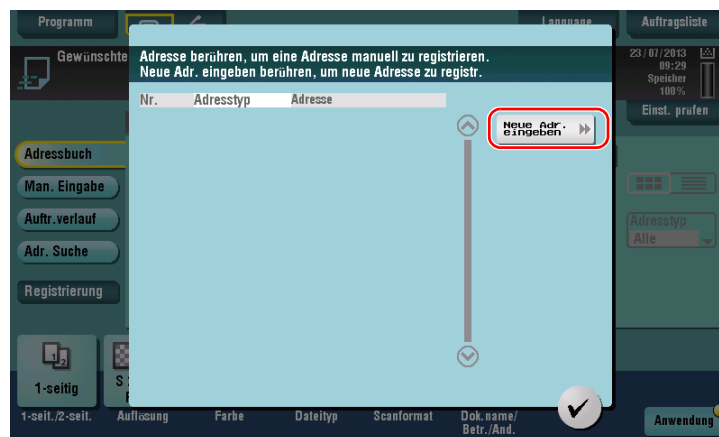 Programm
Language
Auftragsliste
Gewünschte
Adresse berühren, um eine Adresse manuell zu registrieren.
Neue Adr. eingeben berühren, um neue Adresse zu registr.
23/07/2013
09:29
Speicher
100%
Einst. prüfen
Nr. Adresstyp Adresse
Neue Adr.
eingeben
Adressbuch
Man. Eingabe
Auftr.verlauf
Adr. Suche
Registrierung
Adresstyp
Alle
1-seitig
S
1-seit./2-seit. Auflösung Farbe Dateityp Scanformat Dok.name/
Betr./And.
Anwendung